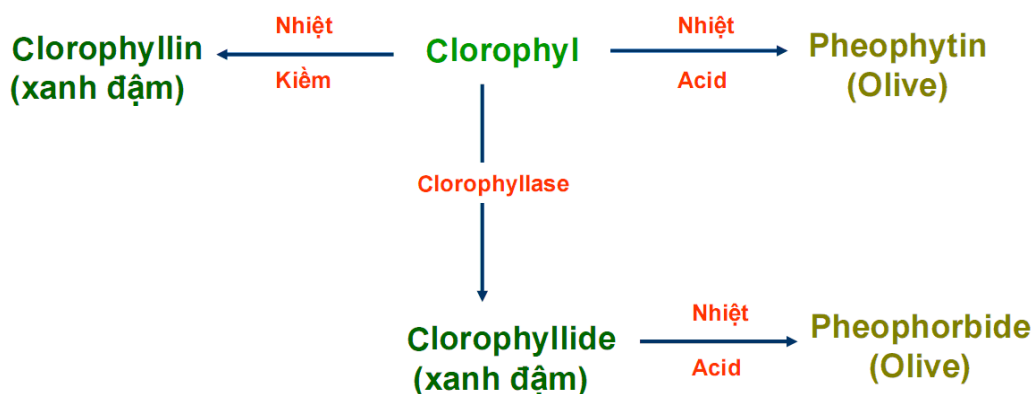 Clorophyllin
(xanh đậm)
Nhiệt
Kiềm
Clorophyl
Nhiệt
Acid
Pheophytin
(Olive)
Clorophyllase
Clorophyllide
(xanh đậm)
Nhiệt
Acid
Pheophorbide
(Olive)